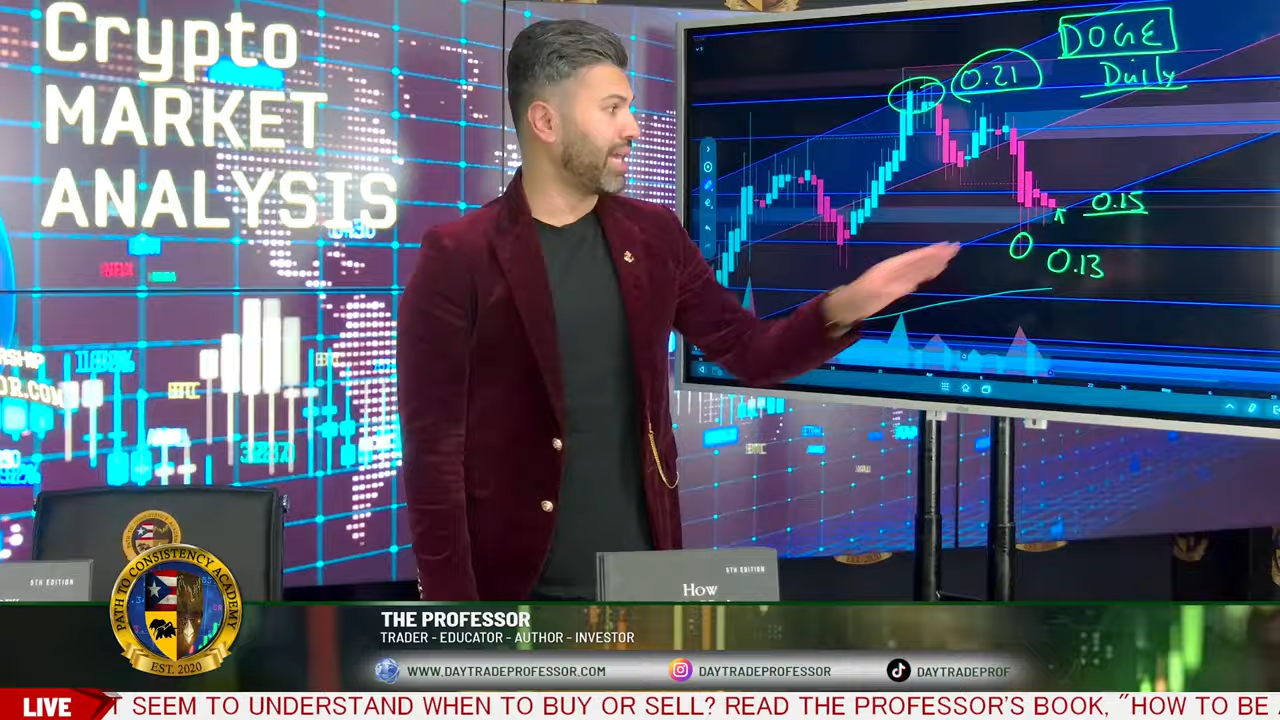 Crypto
MARKET
ANALYSIS
DOGE
Daily
0.21
0.15
0.13
5TH EDITION
5TH EDITION
How
PATH TO CONSISTENCY ACADEMY
EST. 2020
THE PROFESSOR
TRADER - EDUCATOR - AUTHOR - INVESTOR
WWW.DAYTRADEPROFESSOR.COM
DAYTRADEPROFESSOR
DAYTRADEPROF
LIVE
T SEEM TO UNDERSTAND WHEN TO BUY OR SELL? READ THE PROFESSOR'S BOOK, "HOW TO BE